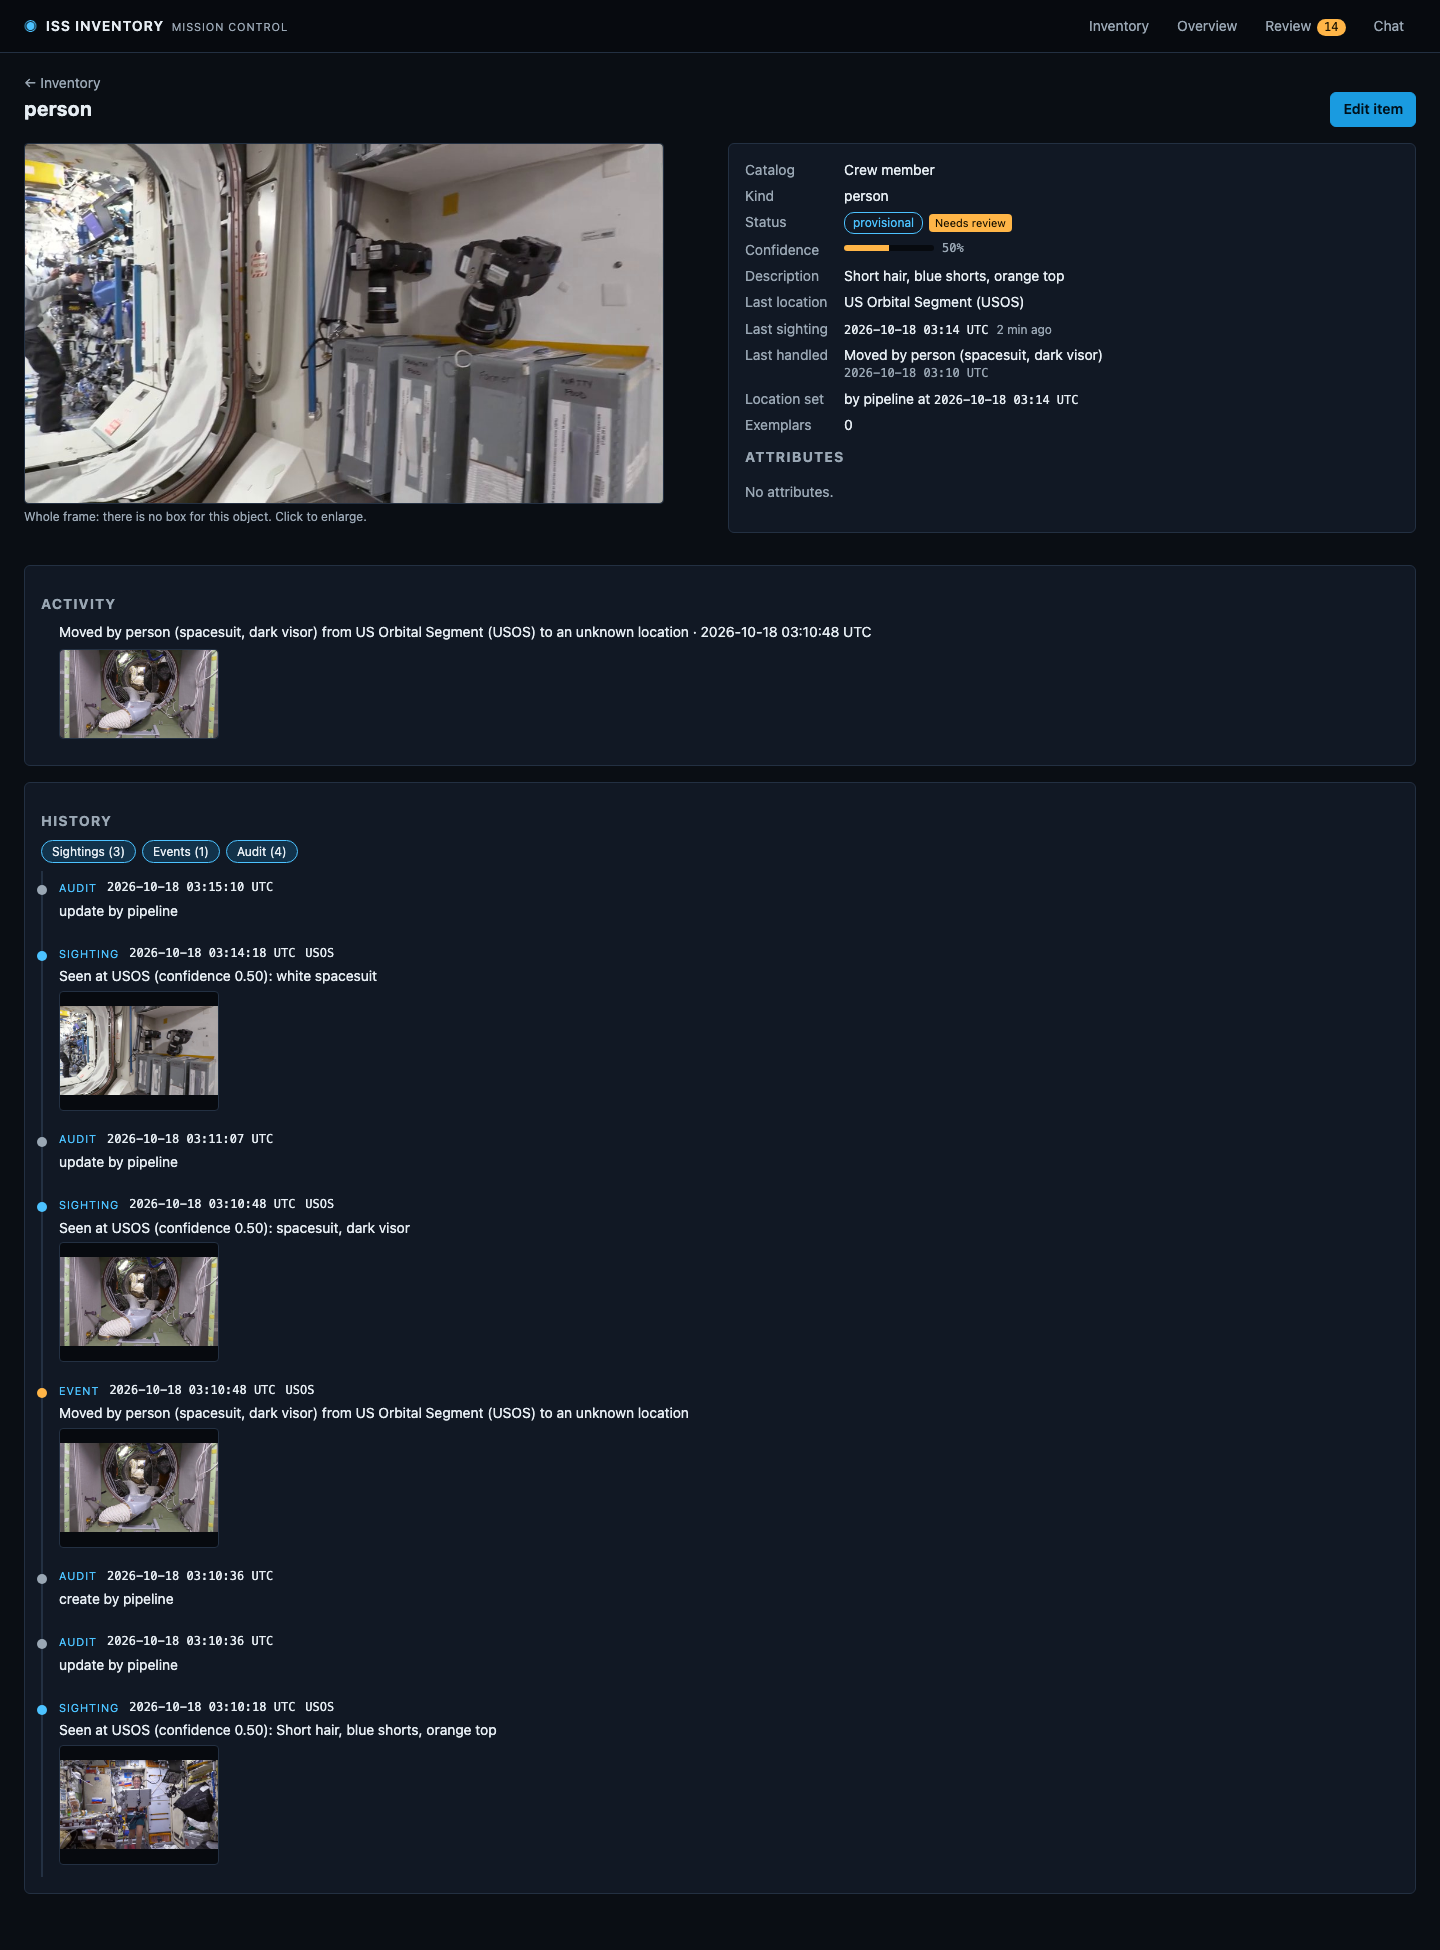 ISS INVENTORY MISSION CONTROL
Inventory Overview Review 14 Chat
← Inventory
person
Edit item
Whole frame: there is no box for this object. Click to enlarge.
Catalog Crew member
Kind person
Status provisional Needs review
Confidence 50%
Description Short hair, blue shorts, orange top
Last location US Orbital Segment (USOS)
Last sighting 2026-10-18 03:14 UTC 2 min ago
Last handled Moved by person (spacesuit, dark visor)
2026-10-18 03:10 UTC
Location set by pipeline at 2026-10-18 03:14 UTC
Exemplars 0
ATTRIBUTES
No attributes.
ACTIVITY
Moved by person (spacesuit, dark visor) from US Orbital Segment (USOS) to an unknown location · 2026-10-18 03:10:48 UTC
HISTORY
Sightings (3) Events (1) Audit (4)
AUDIT 2026-10-18 03:15:10 UTC
update by pipeline
SIGHTING 2026-10-18 03:14:18 UTC USOS
Seen at USOS (confidence 0.50): white spacesuit
AUDIT 2026-10-18 03:11:07 UTC
update by pipeline
SIGHTING 2026-10-18 03:10:48 UTC USOS
Seen at USOS (confidence 0.50): spacesuit, dark visor
EVENT 2026-10-18 03:10:48 UTC USOS
Moved by person (spacesuit, dark visor) from US Orbital Segment (USOS) to an unknown location
AUDIT 2026-10-18 03:10:36 UTC
create by pipeline
AUDIT 2026-10-18 03:10:36 UTC
update by pipeline
SIGHTING 2026-10-18 03:10:18 UTC USOS
Seen at USOS (confidence 0.50): Short hair, blue shorts, orange top